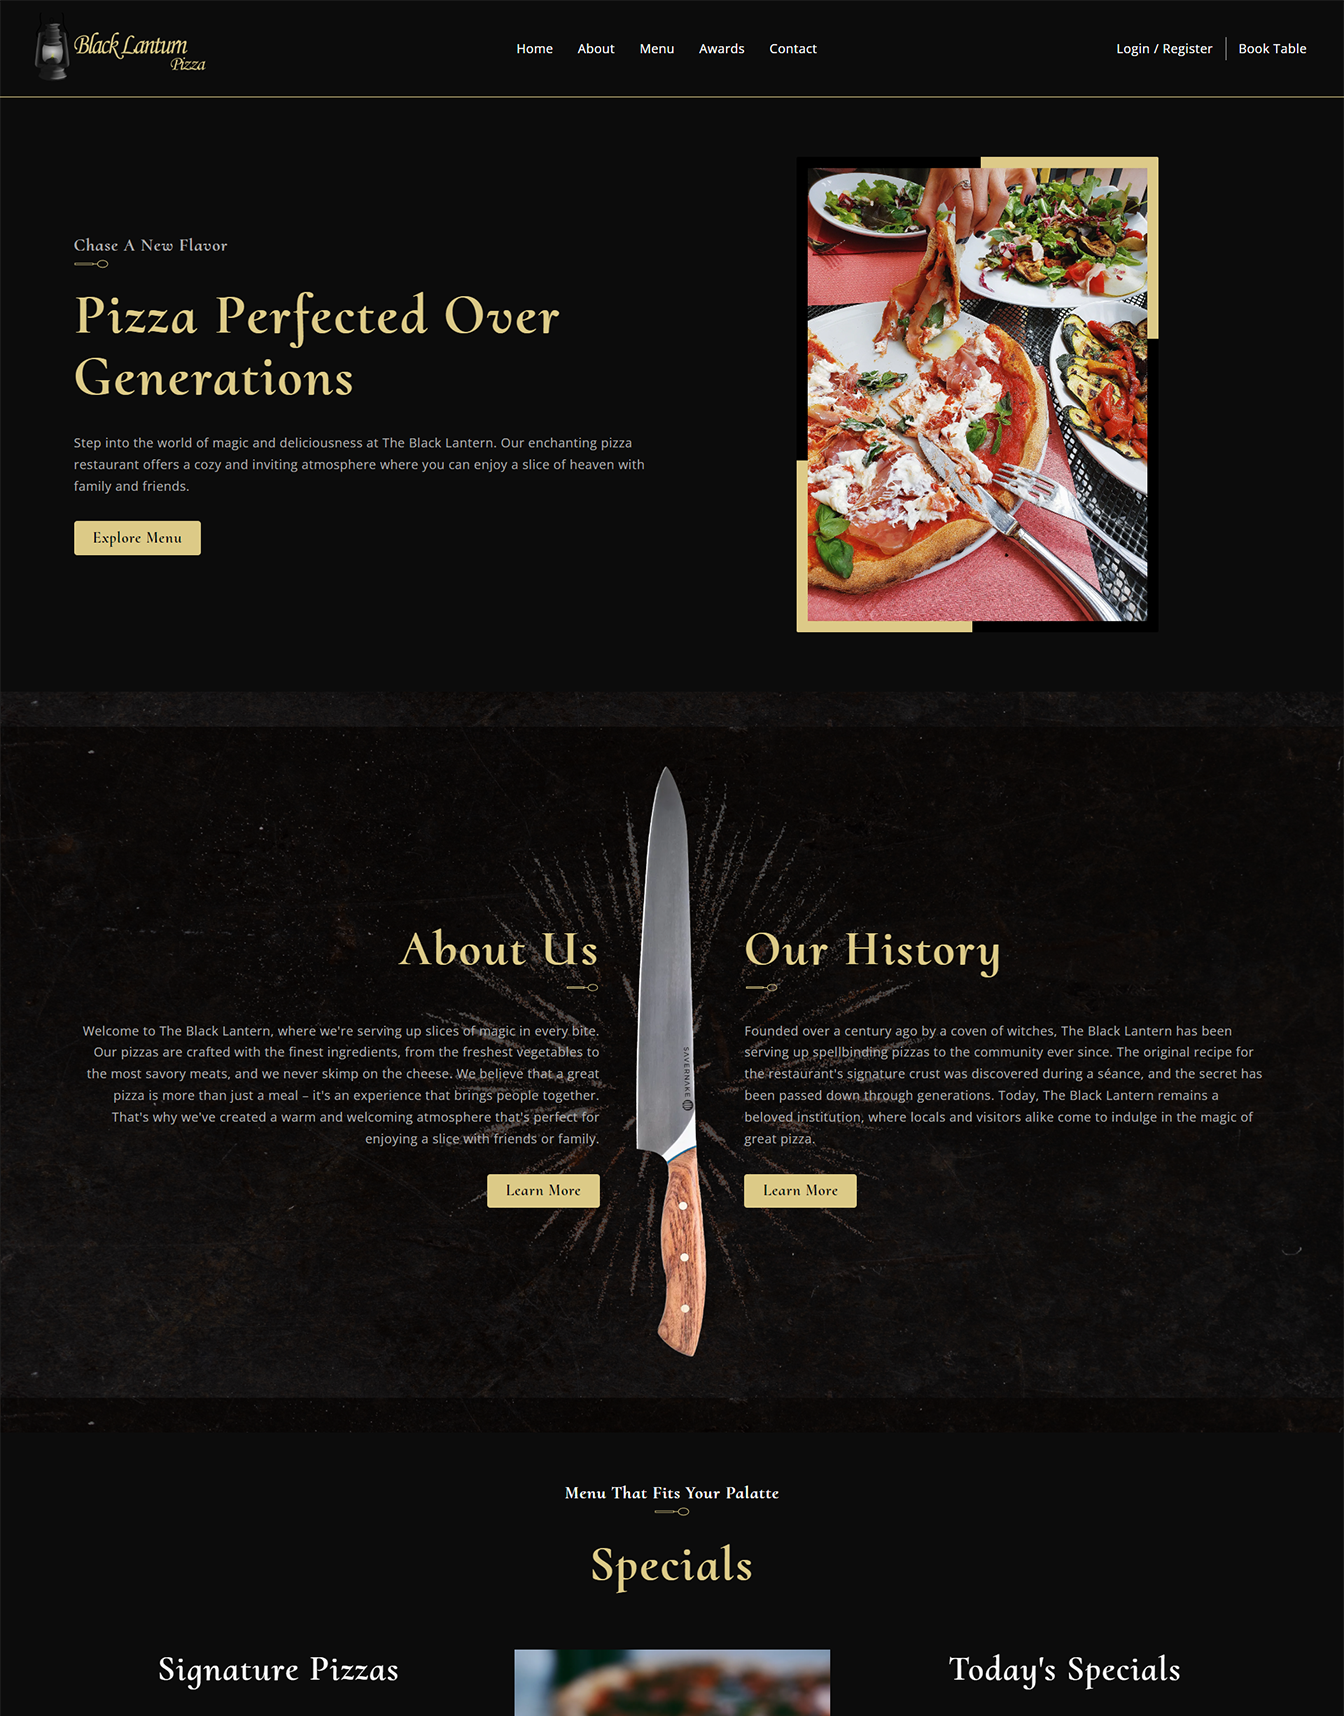 Black Lanturn
Pizza
Home
About
Menu
Awards
Contact
Login / Register
Book Table
Chase A New Flavor
Pizza Perfected Over
Generations
Step into the world of magic and deliciousness at The Black Lantern. Our enchanting pizza
restaurant offers a cozy and inviting atmosphere where you can enjoy a slice of heaven with
family and friends.
Explore Menu
About Us
Welcome to The Black Lantern, where we're serving up slices of magic in every bite.
Our pizzas are crafted with the finest ingredients, from the freshest vegetables to
the most savory meats, and we never skimp on the cheese. We believe that a great
pizza is more than just a meal – it's an experience that brings people together.
That's why we've created a warm and welcoming atmosphere that's perfect for
enjoying a slice with friends or family.
Learn More
SAVERNAKE
Our History
Founded over a century ago by a coven of witches, The Black Lantern has been
serving up spellbinding pizzas to the community ever since. The original recipe for
the restaurant's signature crust was discovered during a séance, and the secret has
been passed down through generations. Today, The Black Lantern remains a
beloved institution, where locals and visitors alike come to indulge in the magic of
great pizza.
Learn More
Menu That Fits Your Palatte
Specials
Signature Pizzas
Today's Specials